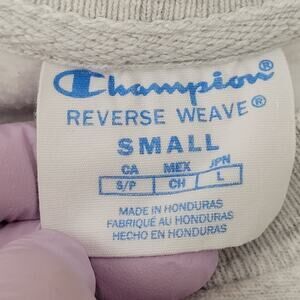 Champion®
REVERSE WEAVE®
SMALL
CA MEX JPN
S/P CH L
MADE IN HONDURAS
FABRIQUÉ AU HONDURAS
HECHO EN HONDURAS